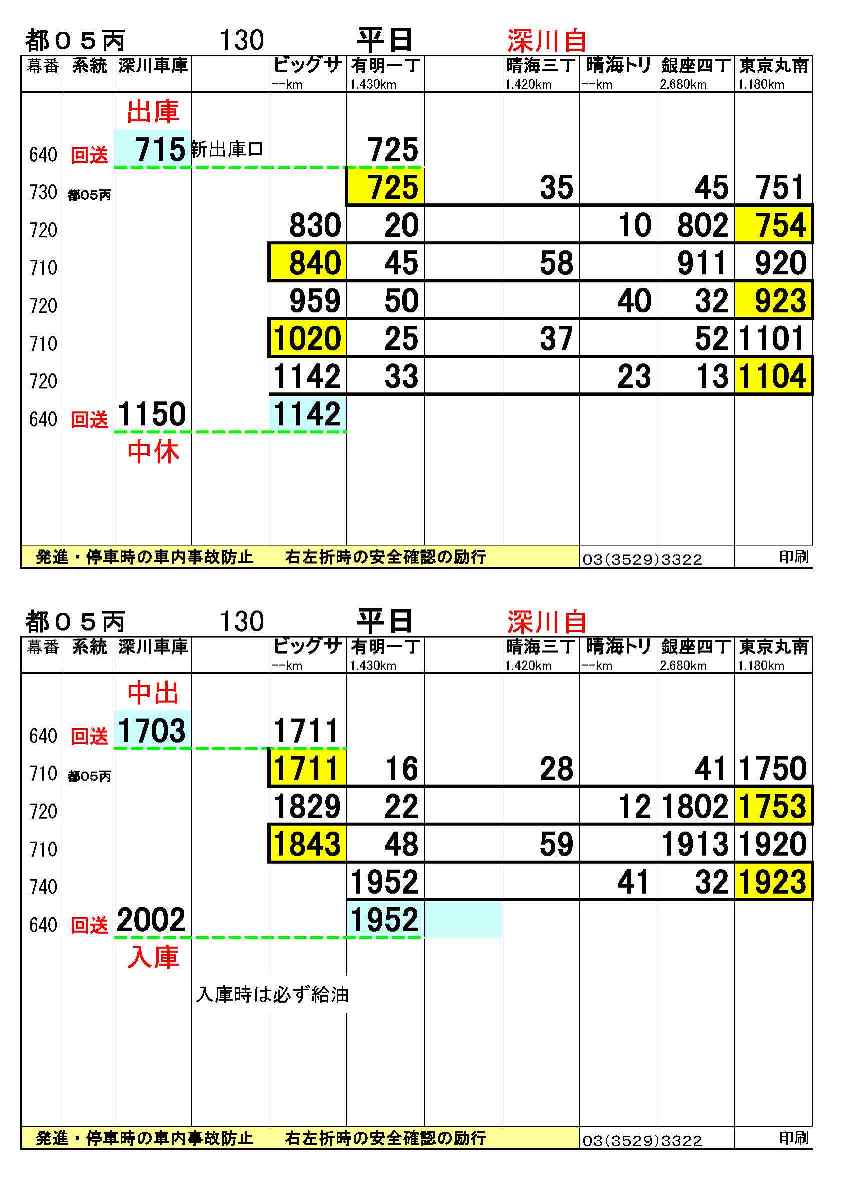 都０５丙 130 平日 深川自
幕番 系統 深川車庫 ビッグサ 有明一丁 晴海三丁 晴海トリ 銀座四丁 東京丸南
--km 1.430km 1.420km --km 2.680km 1.180km
出庫
640 回送 715 新出庫口 725
730 都05丙 725 35 45 751
720 830 20 10 802 754
710 840 45 58 911 920
720 959 50 40 32 923
710 1020 25 37 52 1101
720 1142 33 23 13 1104
640 回送 1150 1142
中休
発進・停車時の車内事故防止 右左折時の安全確認の励行 03(3529)3322 印刷
都０５丙 130 平日 深川自
幕番 系統 深川車庫 ビッグサ 有明一丁 晴海三丁 晴海トリ 銀座四丁 東京丸南
--km 1.430km 1.420km --km 2.680km 1.180km
中出
640 回送 1703 1711
710 都05丙 1711 16 28 41 1750
720 1829 22 12 1802 1753
710 1843 48 59 1913 1920
740 1952 41 32 1923
640 回送 2002 1952
入庫
入庫時は必ず給油
発進・停車時の車内事故防止 右左折時の安全確認の励行 03(3529)3322 印刷